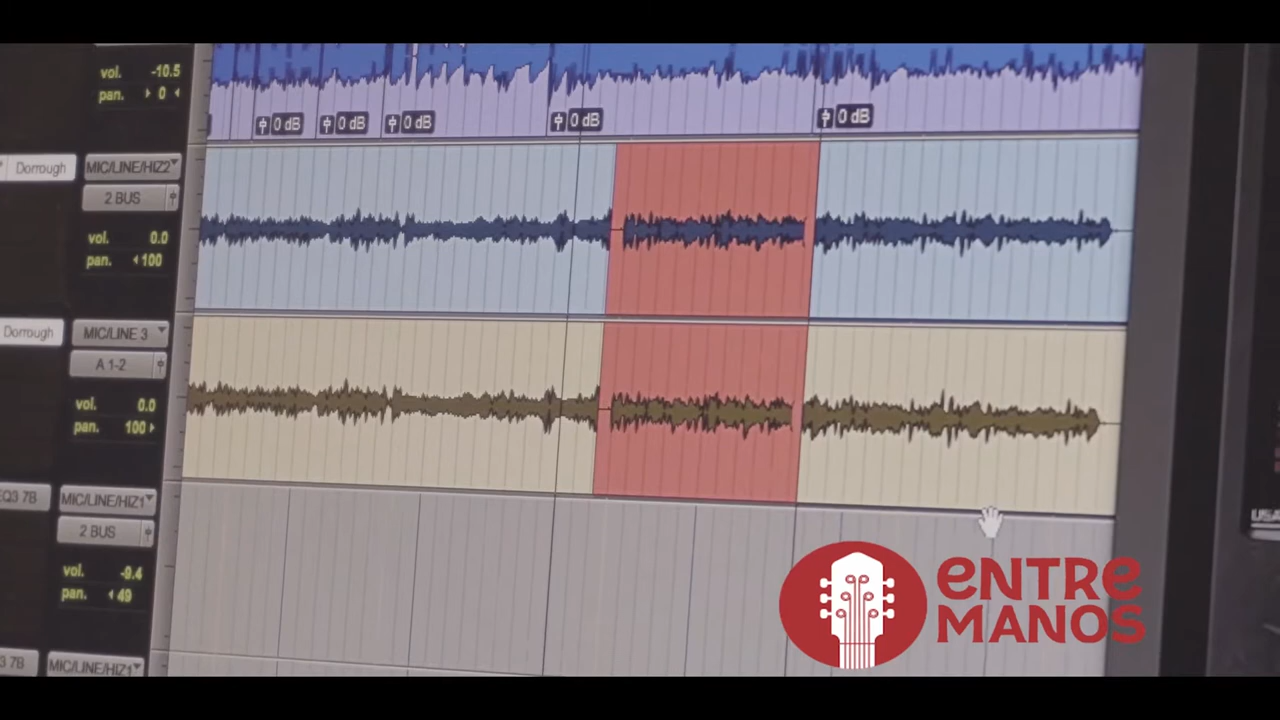 vol. -10.5
pan. 0
0 dB 0 dB 0 dB 0 dB 0 dB
Dorrough MIC/LINE/HIZ2
2 BUS
vol. 0.0
pan. 100
Dorrough MIC/LINE 3
A 1-2
vol. 0.0
pan. 100
EQ3 7B MIC/LINE/HIZ1
2 BUS
vol. -9.4
pan. 49
3 7B MIC/LINE/HIZ1
USA
ENTRE
MANOS